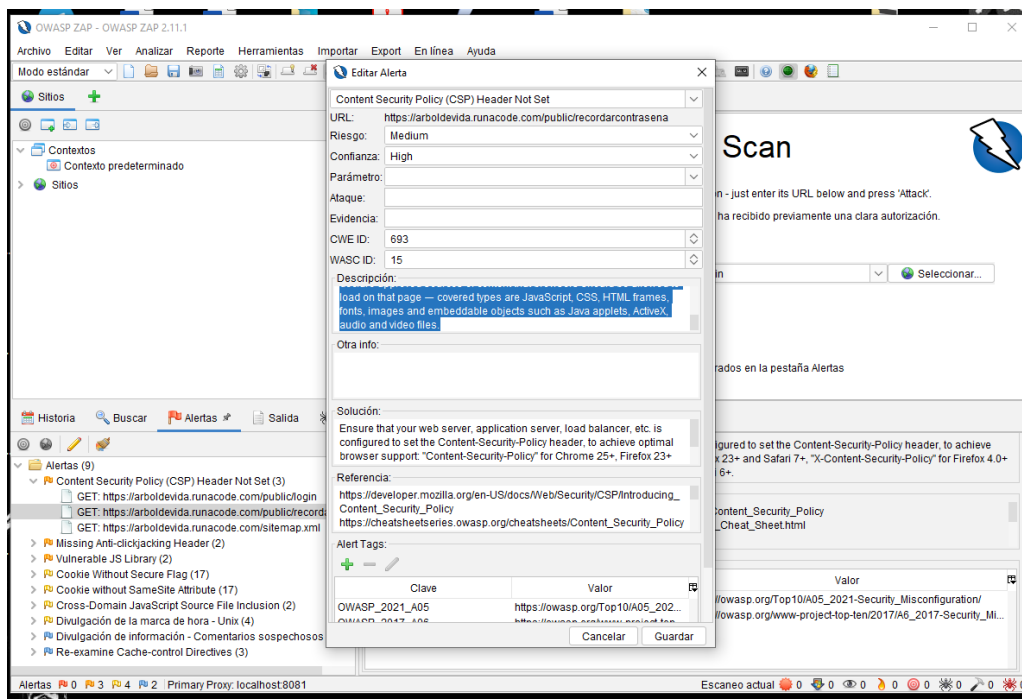 OWASP ZAP - OWASP ZAP 2.11.1
Archivo Editar Ver Analizar Reporte Herramientas Importar Export En línea Ayuda
Modo estándar
Sitios
Contextos
Contexto predeterminado
Sitios
Editar Alerta
Content Security Policy (CSP) Header Not Set
URL: https://arboldevida.runacode.com/public/recordarcontrasena
Riesgo: Medium
Confianza: High
Parámetro:
Ataque:
Evidencia:
CWE ID: 693
WASC ID: 15
Descripción:
load on that page — covered types are JavaScript, CSS, HTML frames,
fonts, images and embeddable objects such as Java applets, ActiveX,
audio and video files.
Otra info:
Solución:
Ensure that your web server, application server, load balancer, etc. is
configured to set the Content-Security-Policy header, to achieve optimal
browser support: "Content-Security-Policy" for Chrome 25+, Firefox 23+
Referencia:
https://developer.mozilla.org/en-US/docs/Web/Security/CSP/Introducing_
Content_Security_Policy
https://cheatsheetseries.owasp.org/cheatsheets/Content_Security_Policy
Alert Tags:
Clave Valor
OWASP_2021_A05 https://owasp.org/Top10/A05_202...
Cancelar Guardar
Scan
n - just enter its URL below and press 'Attack'.
ha recibido previamente una clara autorización.
in
Seleccionar...
rados en la pestaña Alertas
Historia Buscar Alertas Salida
Alertas (9)
Content Security Policy (CSP) Header Not Set (3)
GET: https://arboldevida.runacode.com/public/login
GET: https://arboldevida.runacode.com/public/record
GET: https://arboldevida.runacode.com/sitemap.xml
Missing Anti-clickjacking Header (2)
Vulnerable JS Library (2)
Cookie Without Secure Flag (17)
Cookie without SameSite Attribute (17)
Cross-Domain JavaScript Source File Inclusion (2)
Divulgación de la marca de hora - Unix (4)
Divulgación de información - Comentarios sospechosos
Re-examine Cache-control Directives (3)
igured to set the Content-Security-Policy header, to achieve
x 23+ and Safari 7+, "X-Content-Security-Policy" for Firefox 4.0+
6+.
Content_Security_Policy
_Cheat_Sheet.html
Valor
//owasp.org/Top10/A05_2021-Security_Misconfiguration/
//owasp.org/www-project-top-ten/2017/A6_2017-Security_Mi...
Alertas 0 3 4 2 Primary Proxy: localhost:8081
Escaneo actual 0 0 0 0 0 0 0